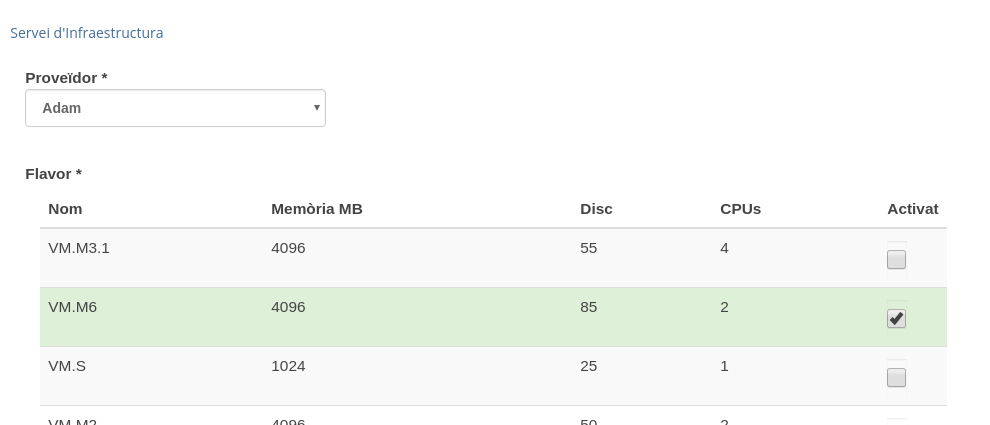 Servei d'Infraestructura
Proveïdor *
Adam
Flavor *
Nom Memòria MB Disc CPUs Activat
VM.M3.1 4096 55 4
VM.M6 4096 85 2
VM.S 1024 25 1
VM.M2 4096 50 2